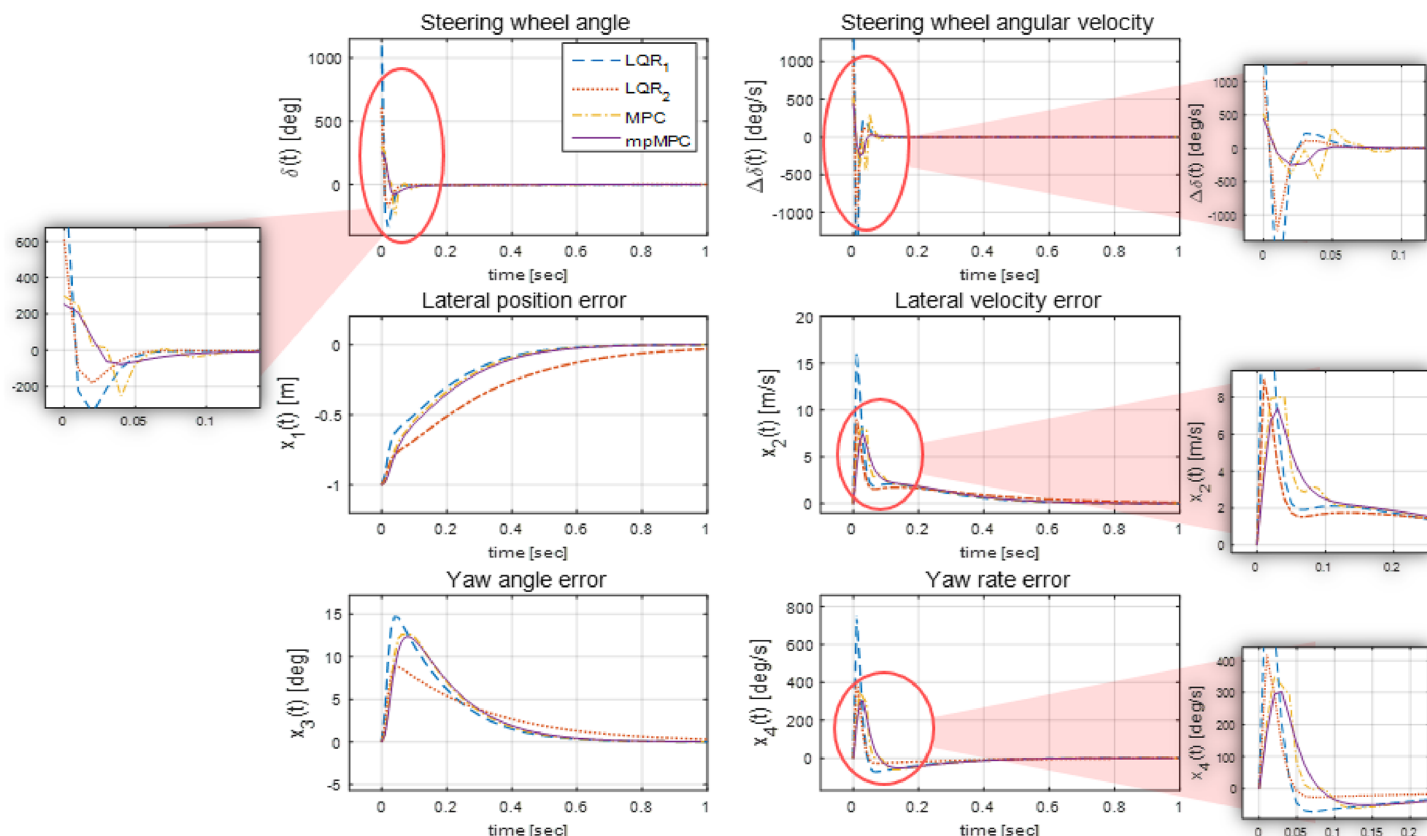 Steering wheel angle
1000
500
0
δ(t) [deg]
LQR1
LQR2
MPC
mpMPC
0 0.2 0.4 0.6 0.8 1
time [sec]
Steering wheel angular velocity
1000
500
0
-500
-1000
Δδ(t) [deg/s]
0 0.2 0.4 0.6 0.8 1
time [sec]
1000
500
0
-500
-1000
Δδ(t) [deg/s]
0 0.05 0.1
600
400
200
0
-200
0 0.05 0.1
Lateral position error
0
-0.5
-1
x1(t) [m]
0 0.2 0.4 0.6 0.8 1
time [sec]
Lateral velocity error
20
15
10
5
0
x2(t) [m/s]
0 0.2 0.4 0.6 0.8 1
time [sec]
8
6
4
2
0
x2(t) [m/s]
0 0.1 0.2
Yaw angle error
15
10
5
0
-5
x3(t) [deg]
0 0.2 0.4 0.6 0.8 1
time [sec]
Yaw rate error
800
600
400
200
0
x4(t) [deg/s]
0 0.2 0.4 0.6 0.8 1
time [sec]
400
300
200
100
0
x4(t) [deg/s]
0 0.05 0.1 0.15 0.2